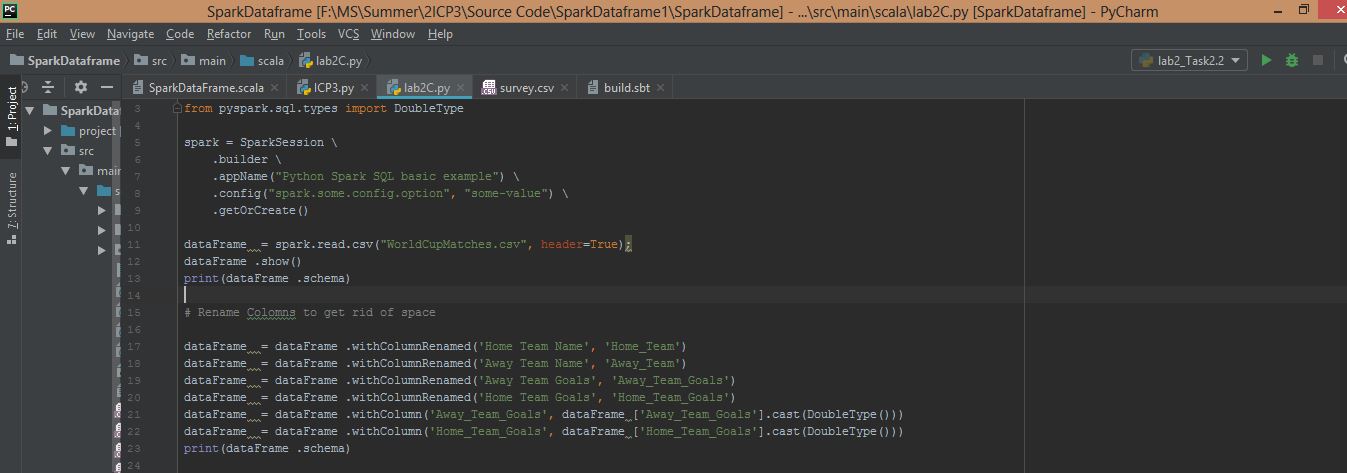 SparkDataframe [F:\MS\Summer\2ICP3\Source Code\SparkDataframe1\SparkDataframe] - ...\src\main\scala\lab2C.py [SparkDataframe] - PyCharm
File Edit View Navigate Code Refactor Run Tools VCS Window Help
SparkDataframe src main scala lab2C.py lab2_Task2.2
SparkDataFrame.scala ICP3.py lab2C.py survey.csv build.sbt
1: Project
7: Structure
SparkDataf
project
src
main
s
3 from pyspark.sql.types import DoubleType
4
5 spark = SparkSession \
6 .builder \
7 .appName("Python Spark SQL basic example") \
8 .config("spark.some.config.option", "some-value") \
9 .getOrCreate()
10
11 dataFrame  = spark.read.csv("WorldCupMatches.csv", header=True);
12 dataFrame .show()
13 print(dataFrame .schema)
14
15 # Rename Colomns to get rid of space
16
17 dataFrame  = dataFrame .withColumnRenamed('Home Team Name', 'Home_Team')
18 dataFrame  = dataFrame .withColumnRenamed('Away Team Name', 'Away_Team')
19 dataFrame  = dataFrame .withColumnRenamed('Away Team Goals', 'Away_Team_Goals')
20 dataFrame  = dataFrame .withColumnRenamed('Home Team Goals', 'Home_Team_Goals')
21 dataFrame  = dataFrame .withColumn('Away_Team_Goals', dataFrame ['Away_Team_Goals'].cast(DoubleType()))
22 dataFrame  = dataFrame .withColumn('Home_Team_Goals', dataFrame ['Home_Team_Goals'].cast(DoubleType()))
23 print(dataFrame .schema)
24